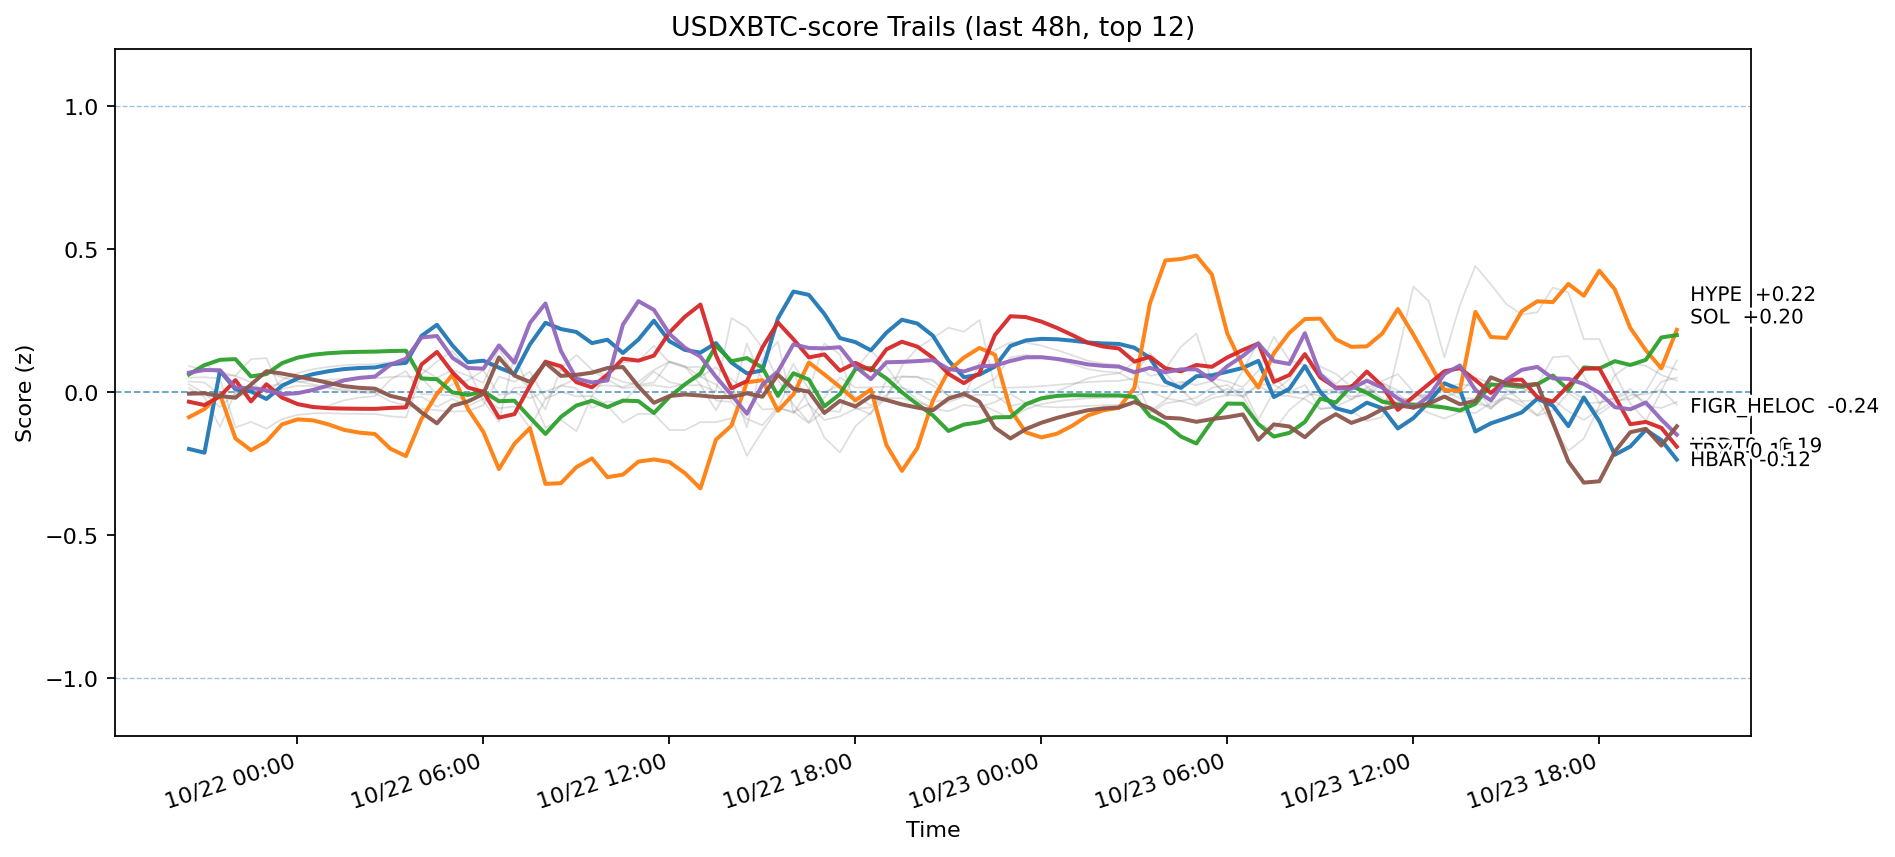 USDXBTC-score Trails (last 48h, top 12)
Score (z)
1.0
0.5
0.0
−0.5
−1.0
HYPE +0.22
SOL +0.20
FIGR_HELOC -0.24
HBAR -0.12
10/22 00:00
10/22 06:00
10/22 12:00
10/22 18:00
10/23 00:00
10/23 06:00
10/23 12:00
10/23 18:00
Time